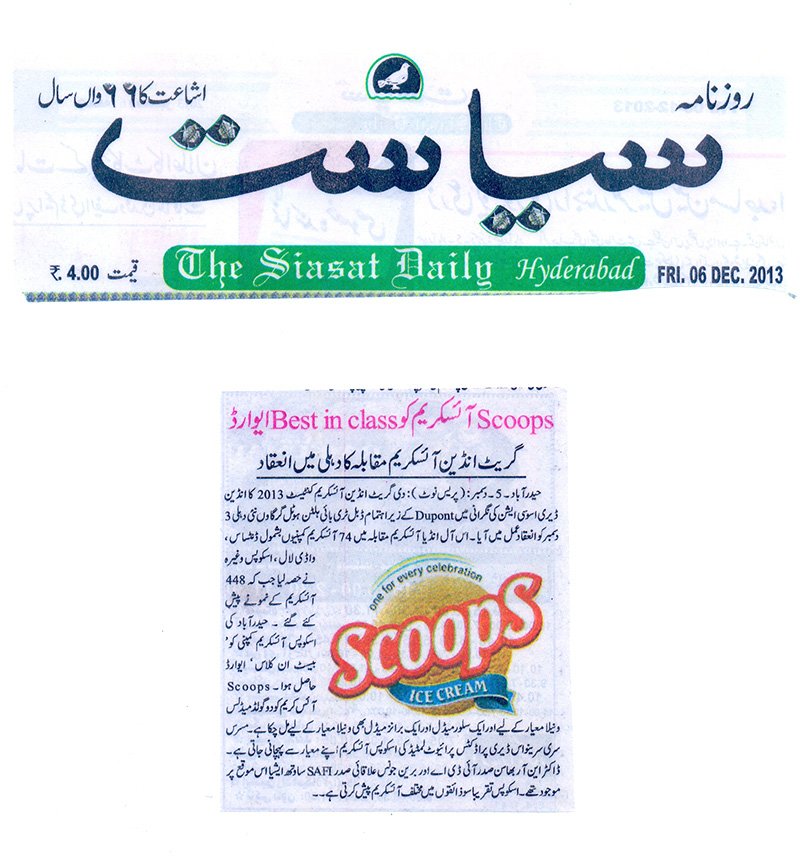 روزنامہ
اشاعت کا ۶۶ واں سال
سیاست
The Siasat Daily Hyderabad
FRI. 06 DEC. 2013
قیمت ₹. 4.00
Scoops آئسکریم کو Best in class ایوارڈ
گریٹ انڈین آئسکریم مقابلہ کا دہلی میں انعقاد
حیدرآباد۔5۔دسمبر:(پریس نوٹ):دی گریٹ انڈین آئسکریم کنٹیسٹ 2013 کا انڈین
ڈیری اسوسی ایشن کی نگرانی میں Dupont کے زیر اہتمام ڈبل ٹری بائی ہلٹن ہوٹل گرگاوں نئی دہلی 3
دسمبر کو انعقاد عمل میں آیا۔اس آل انڈیا آئسکریم مقابلہ میں 74 آئسکریم کمپنیوں بشمول ڈنشاس،
واڈی لال، اسکوپس وغیرہ
نے حصہ لیا جب کہ 448
آئسکریم کے نمونے پیش
کئے گئے ۔ حیدرآباد کی
اسکوپس آئسکریم کمپنی کو'
بیسٹ ان کلاس' ایوارڈ
حاصل ہوا۔ Scoops
آئس کریم کو دو گولڈ میڈلس
one for every celebration
Scoops
ICE CREAM
ونیلا معیار کے لیے اور ایک سلور میڈل اور ایک برانز میڈل بھی ونیلا معیار کے لیے مل چکا ہے۔مسرس
سری سرینواس ڈیری پراڈکٹس پرائیوٹ لمٹیڈ کی اسکوپس آئسکریم اپنے معیار سے پہچانی جاتی ہے۔
ڈاکٹر این آر بھاسن صدر آئی ڈی اے اور برین جونس علاقائی صدر SAFI ساوتھ ایشیا اس موقع پر
موجود تھے۔اسکوپس تقریبا سو ذائقوں میں مختلف آئسکریم پیش کرتی ہے۔۔